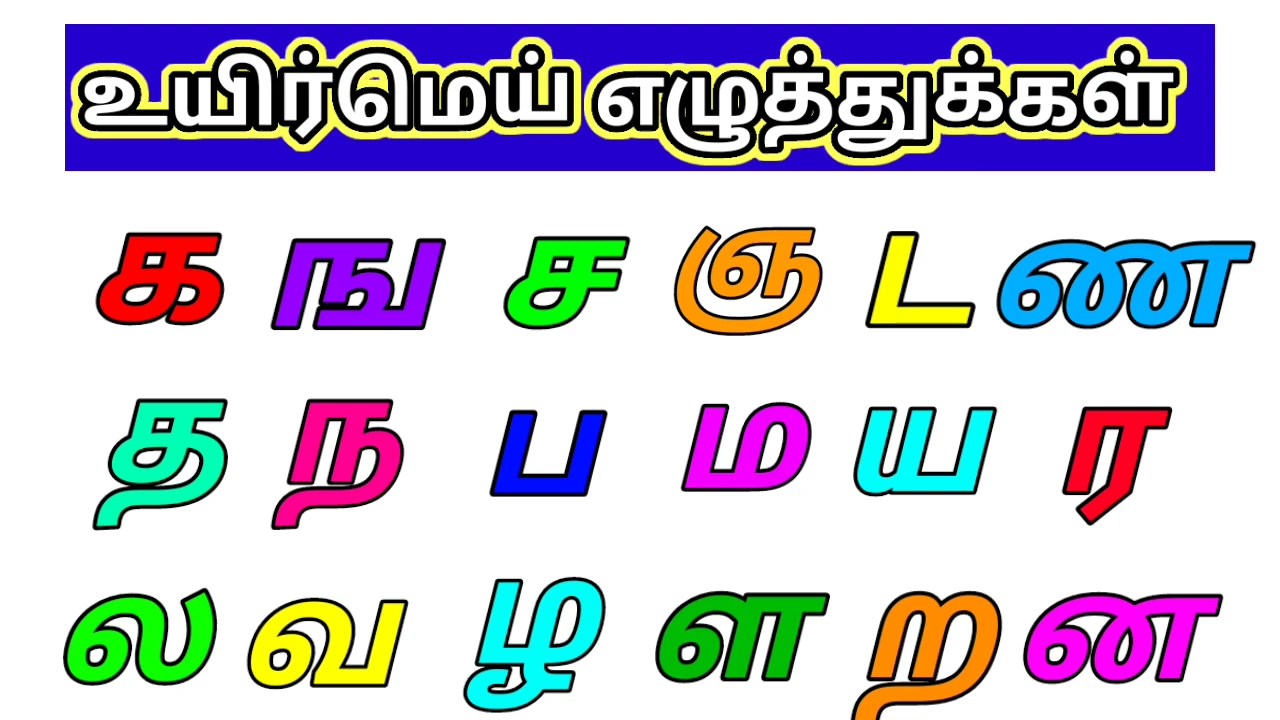 உயிர்மெய் எழுத்துக்கள்
க ங ச ஞ ட ண
த ந ப ம ய ர
ல வ ழ ள ற ன